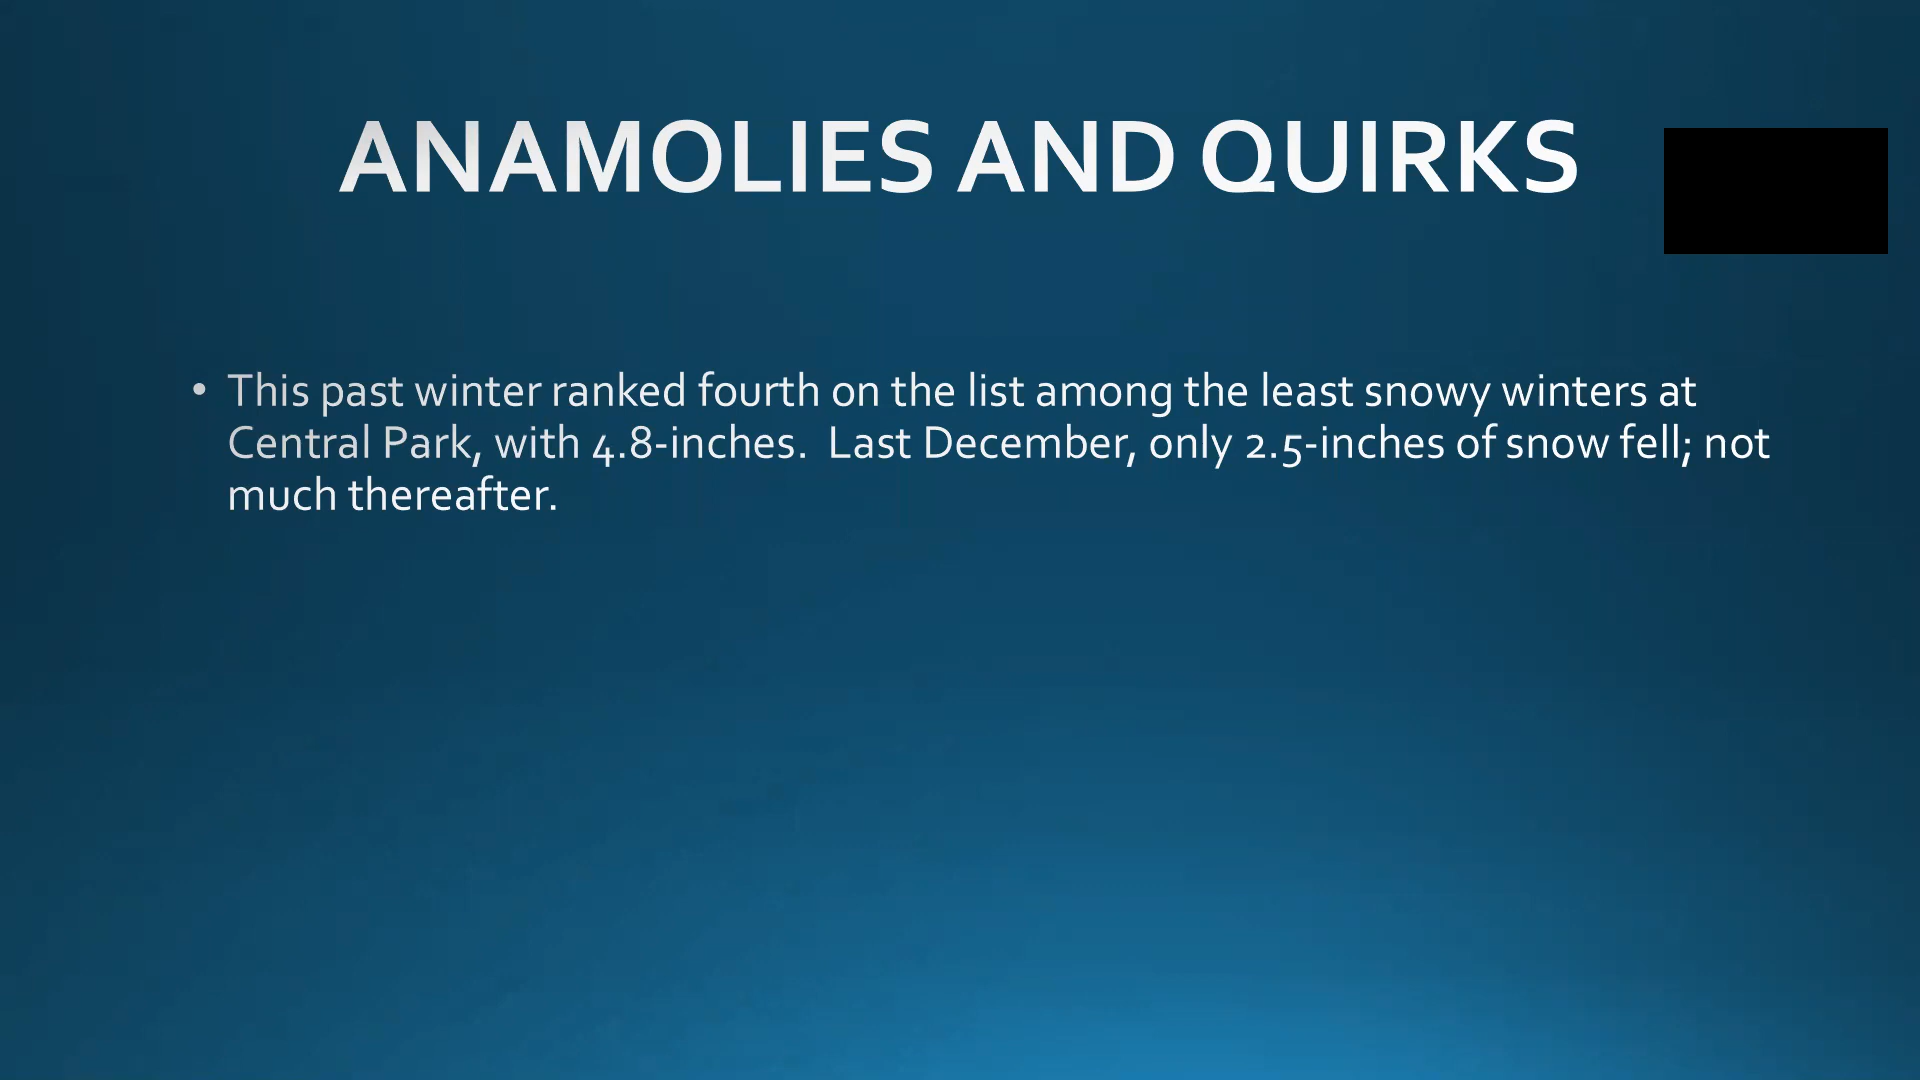 ANAMOLIES AND QUIRKS
• This past winter ranked fourth on the list among the least snowy winters at
Central Park, with 4.8-inches.  Last December, only 2.5-inches of snow fell; not
much thereafter.